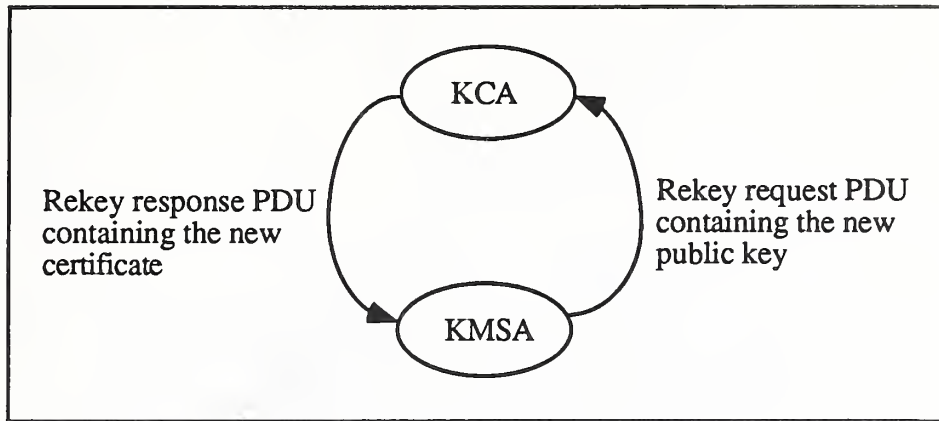 KCA
Rekey response PDU
containing the new
certificate
Rekey request PDU
containing the new
public key
KMSA